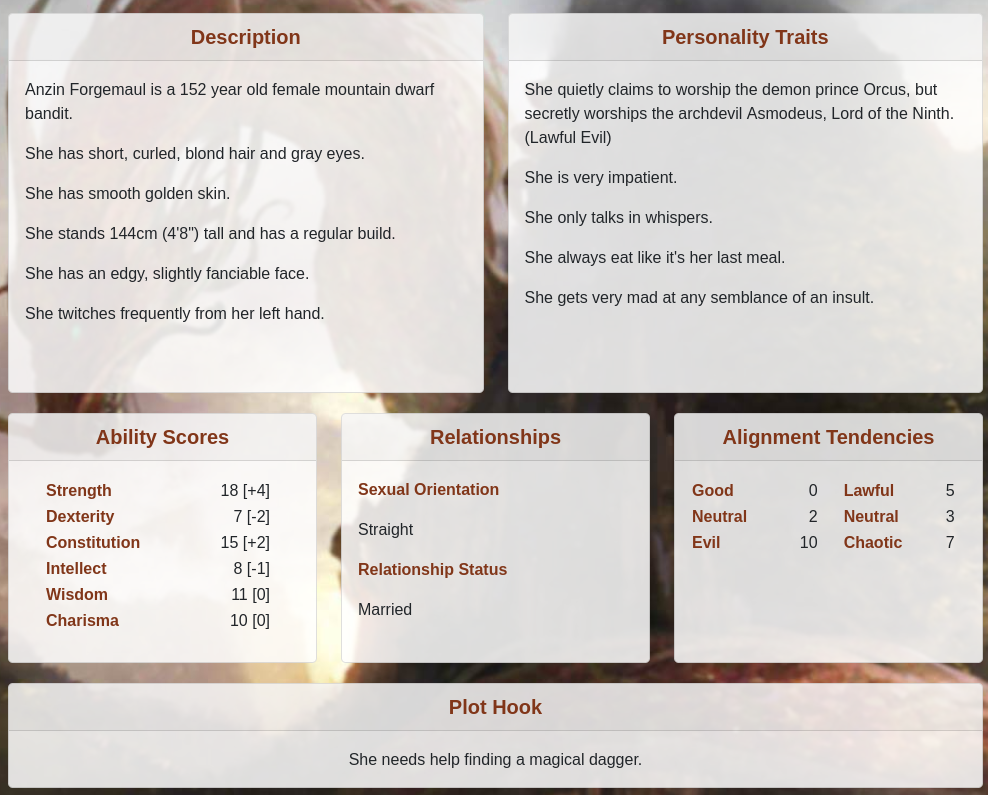 Description
Anzin Forgemaul is a 152 year old female mountain dwarf
bandit.
She has short, curled, blond hair and gray eyes.
She has smooth golden skin.
She stands 144cm (4'8") tall and has a regular build.
She has an edgy, slightly fanciable face.
She twitches frequently from her left hand.
Personality Traits
She quietly claims to worship the demon prince Orcus, but
secretly worships the archdevil Asmodeus, Lord of the Ninth.
(Lawful Evil)
She is very impatient.
She only talks in whispers.
She always eat like it's her last meal.
She gets very mad at any semblance of an insult.
Ability Scores
Strength 18 [+4]
Dexterity 7 [-2]
Constitution 15 [+2]
Intellect 8 [-1]
Wisdom 11 [0]
Charisma 10 [0]
Relationships
Sexual Orientation
Straight
Relationship Status
Married
Alignment Tendencies
Good 0 Lawful 5
Neutral 2 Neutral 3
Evil 10 Chaotic 7
Plot Hook
She needs help finding a magical dagger.